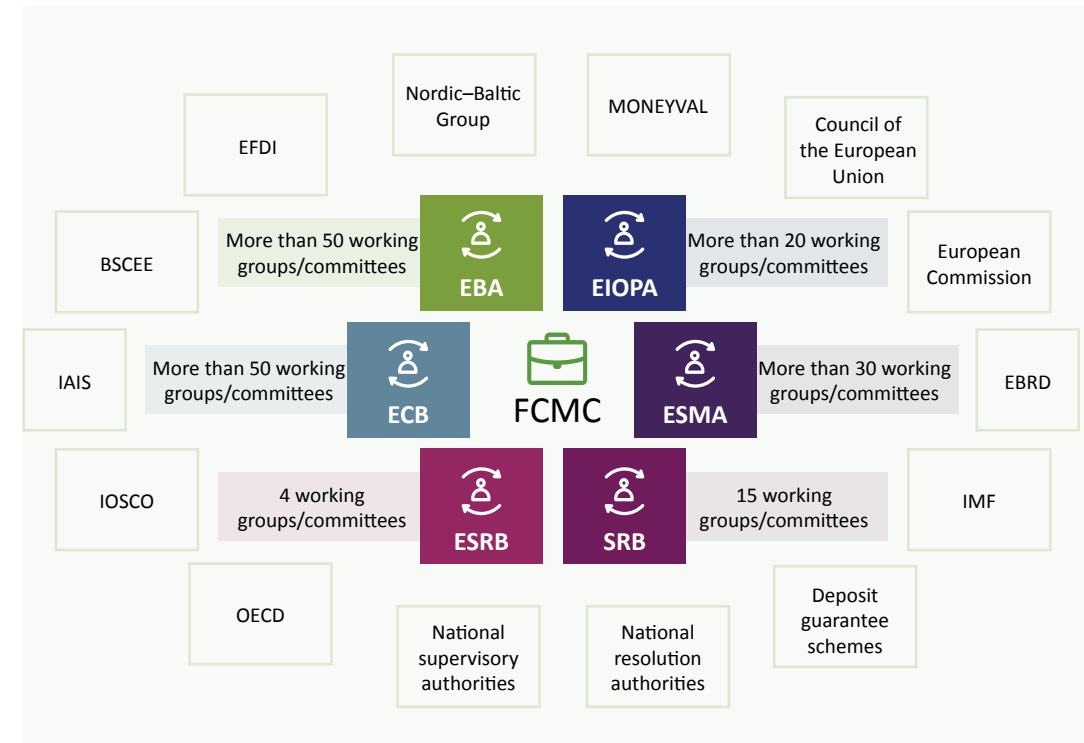 Nordic–Baltic
Group
MONEYVAL
Council of
the European
Union
EFDI
BSCEE
More than 50 working
groups/committees
EBA
EIOPA
More than 20 working
groups/committees
European
Commission
IAIS
More than 50 working
groups/committees
ECB
FCMC
ESMA
More than 30 working
groups/committees
EBRD
IOSCO
4 working
groups/committees
ESRB
SRB
15 working
groups/committees
IMF
OECD
National
supervisory
authorities
National
resolution
authorities
Deposit
guarantee
schemes